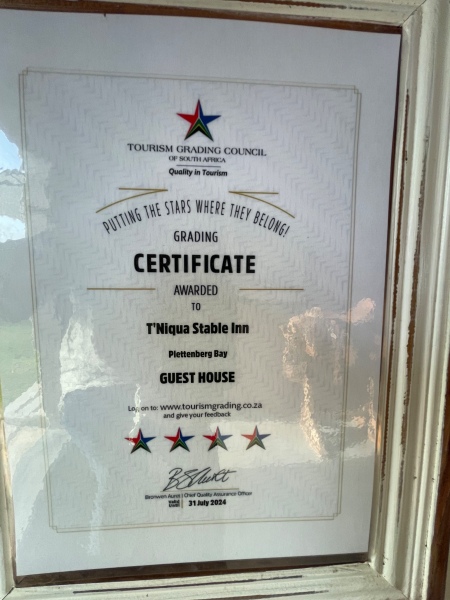 TOURISM GRADING COUNCIL
OF SOUTH AFRICA
Quality in Tourism
PUTTING THE STARS WHERE THEY BELONG!
GRADING
CERTIFICATE
AWARDED
TO
T'Niqua Stable Inn
Plettenberg Bay
GUEST HOUSE
Log on to: www.tourismgrading.co.za
and give your feedback
Bronwen Auret | Chief Quality Assurance Officer
31 July 2024